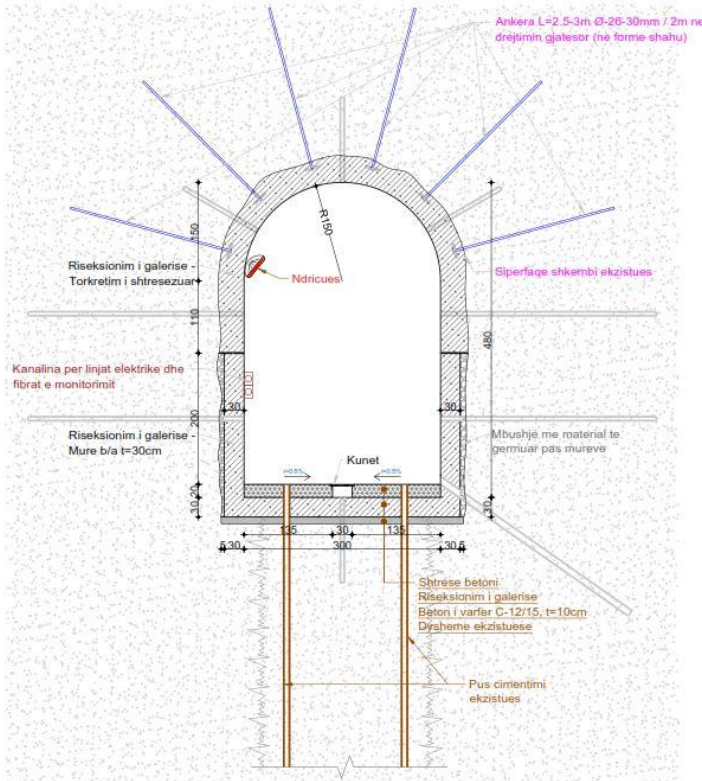 Ankera L=2.5-3m Ø-26-30mm / 2m ne
drejtimin gjatesor (ne forme shahu)
R150
150
Riseksionim i galerise -
Torkretim i shtresezuar
Ndricues
Siperfaqe shkembi ekzistues
110
480
Kanalina per linjat elektrike dhe
fibrat e monitorimit
30
30
200
Riseksionim i galerise -
Mure b/a t=30cm
Mbushje me material te
germuar pas mureve
Kunet
i=0.5%
i=0.5%
20
30
30
135
30
135
5
30
300
30
5
Shtrese betoni
Riseksionim i galerise
Beton i varfer C-12/15, t=10cm
Dysheme ekzistuese
Pus cimentimi
ekzistues